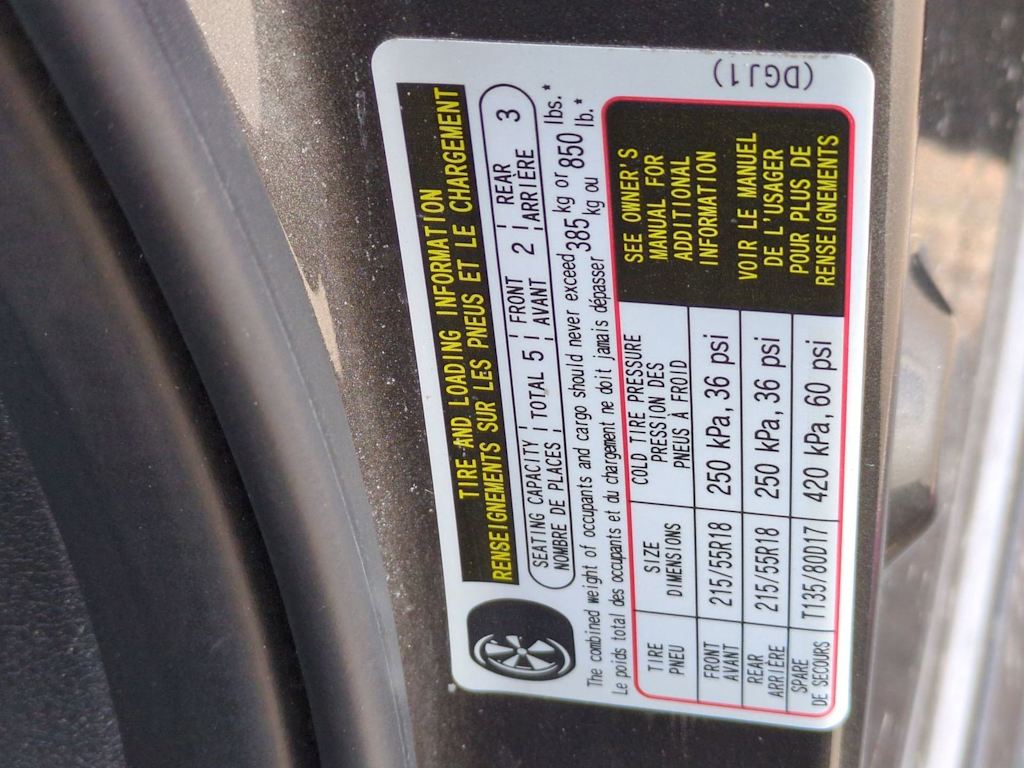 (DGJ1)
TIRE AND LOADING INFORMATION
RENSEIGNEMENTS SUR LES PNEUS ET LE CHARGEMENT
SEATING CAPACITY TOTAL 5 FRONT 2 REAR 3
NOMBRE DE PLACES AVANT ARRIÈRE
The combined weight of occupants and cargo should never exceed 385 kg or 850 lbs.*
Le poids total des occupants et du chargement ne doit jamais dépasser kg ou lb.*
TIRE SIZE COLD TIRE PRESSURE
PNEU DIMENSIONS PRESSION DES
PNEUS À FROID
FRONT 215/55R18 250 kPa, 36 psi
AVANT
REAR 215/55R18 250 kPa, 36 psi
ARRIÈRE
SPARE T135/80D17 420 kPa, 60 psi
DE SECOURS
SEE OWNER'S
MANUAL FOR
ADDITIONAL
INFORMATION
VOIR LE MANUEL
DE L'USAGER
POUR PLUS DE
RENSEIGNEMENTS